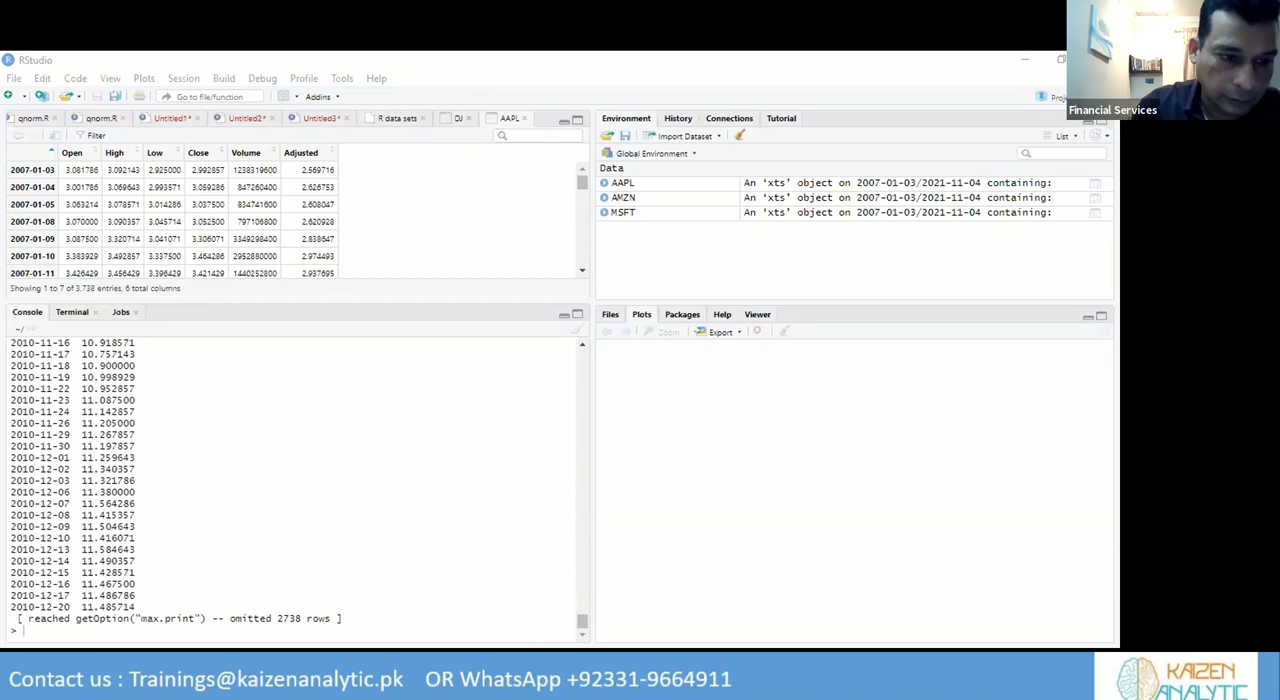 RStudio
File Edit Code View Plots Session Build Debug Profile Tools Help
Go to file/function Addins
Financial Services
qnorm.R qnorm.R Untitled1* Untitled2* Untitled3* R data sets DJ AAPL
Filter
Open High Low Close Volume Adjusted
2007-01-03 3.081786 3.092143 2.925000 2.992857 1238319600 2.569716
2007-01-04 3.001786 3.069643 2.993571 3.059286 847260400 2.626753
2007-01-05 3.063214 3.078571 3.014286 3.037500 834741600 2.608047
2007-01-08 3.070000 3.090357 3.045714 3.052500 797106800 2.620928
2007-01-09 3.087500 3.320714 3.041071 3.306071 3349298400 2.838647
2007-01-10 3.383929 3.492857 3.337500 3.464286 2952880000 2.974493
2007-01-11 3.426429 3.456429 3.396429 3.421429 1440252800 2.937695
Showing 1 to 7 of 3,738 entries, 6 total columns
Environment History Connections Tutorial
Import Dataset List
Global Environment
Data
AAPL An ‘xts’ object on 2007-01-03/2021-11-04 containing:
AMZN An ‘xts’ object on 2007-01-03/2021-11-04 containing:
MSFT An ‘xts’ object on 2007-01-03/2021-11-04 containing:
Console Terminal Jobs
~/
2010-11-16 10.918571
2010-11-17 10.757143
2010-11-18 10.900000
2010-11-19 10.998929
2010-11-22 10.952857
2010-11-23 11.087500
2010-11-24 11.142857
2010-11-26 11.205000
2010-11-29 11.267857
2010-11-30 11.197857
2010-12-01 11.259643
2010-12-02 11.340357
2010-12-03 11.321786
2010-12-06 11.380000
2010-12-07 11.564286
2010-12-08 11.415357
2010-12-09 11.504643
2010-12-10 11.416071
2010-12-13 11.584643
2010-12-14 11.490357
2010-12-15 11.428571
2010-12-16 11.467500
2010-12-17 11.486786
2010-12-20 11.485714
[ reached getOption("max.print") -- omitted 2738 rows ]
>
Files Plots Packages Help Viewer
Zoom Export
Contact us : Trainings@kaizenanalytic.pk OR WhatsApp +92331-9664911
KAIZEN
ANALYTIC